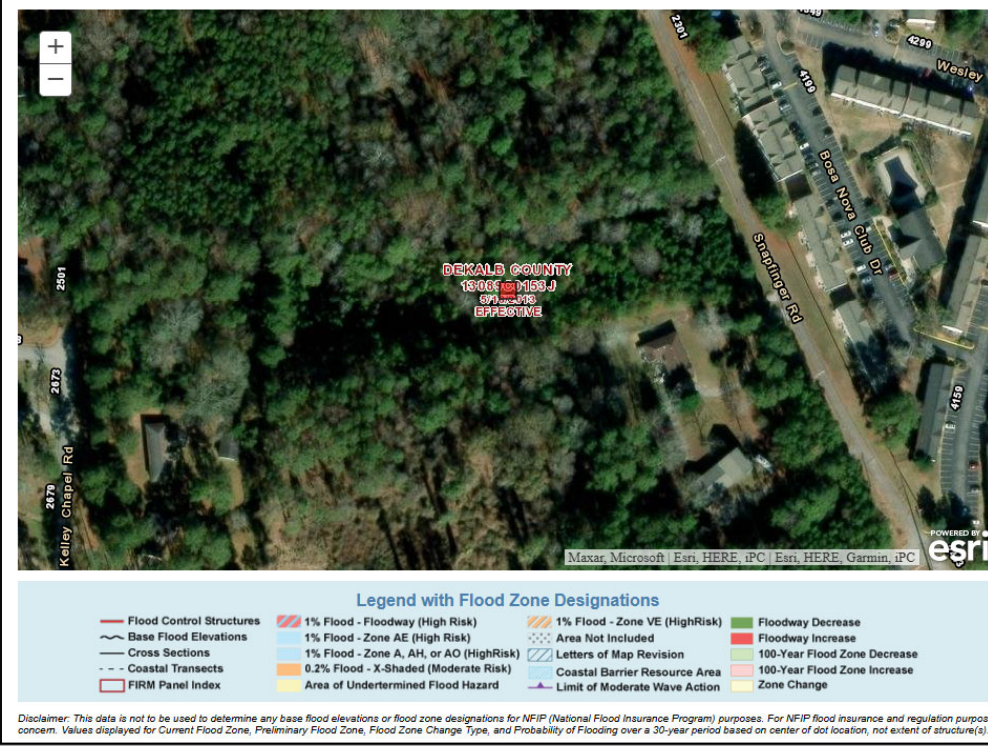 +
−
2301
4299
Wesley
4199
Bosa Nova Club Dr
2501
DEKALB COUNTY
EFFECTIVE
Snapfinger Rd
2673
4159
2679
Kelley Chapel Rd
POWERED BY
esri
Maxar, Microsoft | Esri, HERE, iPC | Esri, HERE, Garmin, iPC
Legend with Flood Zone Designations
Flood Control Structures
Base Flood Elevations
Cross Sections
Coastal Transects
FIRM Panel Index
1% Flood - Floodway (High Risk)
1% Flood - Zone AE (High Risk)
1% Flood - Zone A, AH, or AO (HighRisk)
0.2% Flood - X-Shaded (Moderate Risk)
Area of Undertermined Flood Hazard
1% Flood - Zone VE (HighRisk)
Area Not Included
Letters of Map Revision
Coastal Barrier Resource Area
Limit of Moderate Wave Action
Floodway Decrease
Floodway Increase
100-Year Flood Zone Decrease
100-Year Flood Zone Increase
Zone Change
Disclaimer: This data is not to be used to determine any base flood elevations or flood zone designations for NFIP (National Flood Insurance Program) purposes. For NFIP flood insurance and regulation purpos
concern. Values displayed for Current Flood Zone, Preliminary Flood Zone, Flood Zone Change Type, and Probability of Flooding over a 30-year period based on center of dot location, not extent of structure(s).